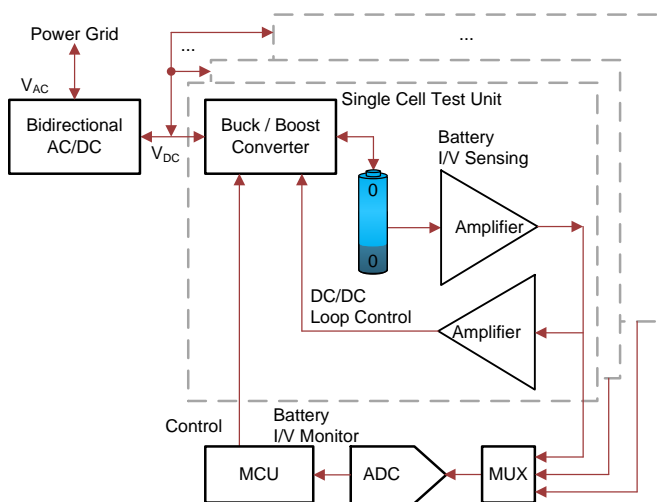 Power Grid
...
...
VAC
Single Cell Test Unit
Bidirectional
AC/DC
VDC
Buck / Boost
Converter
Battery
I/V Sensing
0
0
Amplifier
DC/DC
Loop Control
Amplifier
Control
Battery
I/V Monitor
MCU
ADC
MUX